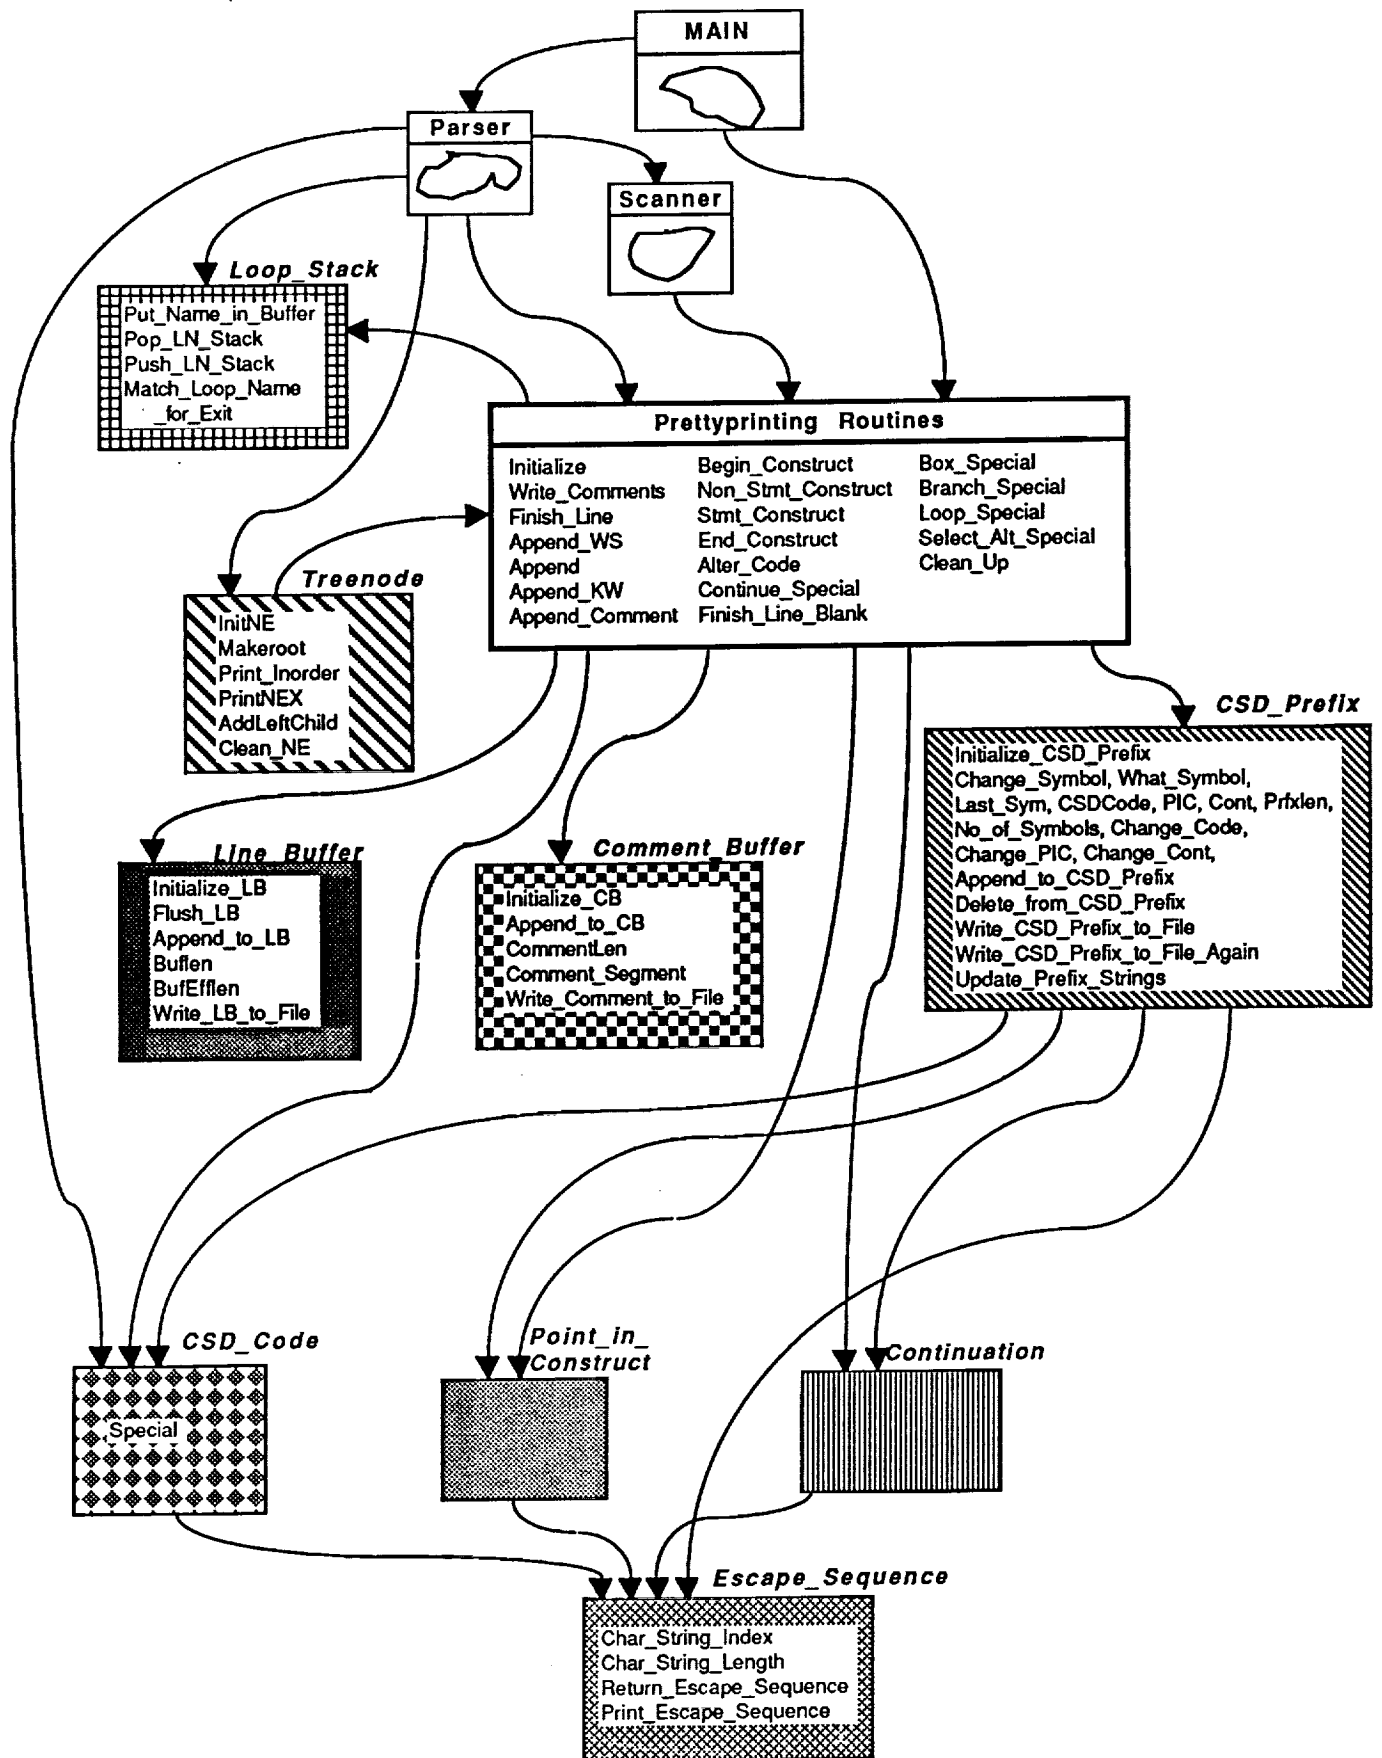 MAIN
Parser
Scanner
Loop_Stack
Put_Name_in_Buffer
Pop_LN_Stack
Push_LN_Stack
Match_Loop_Name
_for_Exit
Prettyprinting Routines
Initialize
Write_Comments
Finish_Line
Append_WS
Append
Append_KW
Append_Comment
Begin_Construct
Non_Stmt_Construct
Stmt_Construct
End_Construct
Alter_Code
Continue_Special
Finish_Line_Blank
Box_Special
Branch_Special
Loop_Special
Select_Alt_Special
Clean_Up
Treenode
InitNE
Makeroot
Print_Inorder
PrintNEX
AddLeftChild
Clean_NE
CSD_Prefix
Initialize_CSD_Prefix
Change_Symbol, What_Symbol,
Last_Sym, CSDCode, PIC, Cont, Prfxlen,
No_of_Symbols, Change_Code,
Change_PIC, Change_Cont,
Append_to_CSD_Prefix
Delete_from_CSD_Prefix
Write_CSD_Prefix_to_File
Write_CSD_Prefix_to_File_Again
Update_Prefix_Strings
Line_Buffer
Initialize_LB
Flush_LB
Append_to_LB
Buflen
BufEfflen
Write_LB_to_File
Comment_Buffer
Initialize_CB
Append_to_CB
CommentLen
Comment_Segment
Write_Comment_to_File
CSD_Code
Special
Point_in_
Construct
Continuation
Escape_Sequence
Char_String_Index
Char_String_Length
Return_Escape_Sequence
Print_Escape_Sequence